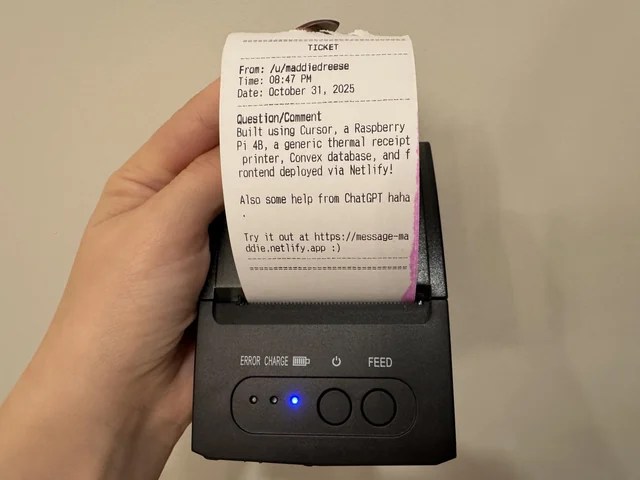 TICKET
From: /u/maddiedreese
Time: 08:47 PM
Date: October 31, 2025
Question/Comment
Built using Cursor, a Raspberry
Pi 4B, a generic thermal receipt
printer, Convex database, and f
rontend deployed via Netlify!
Also some help from ChatGPT haha
.
Try it out at https://message-ma
ddie.netlify.app :)
ERROR CHARGE FEED